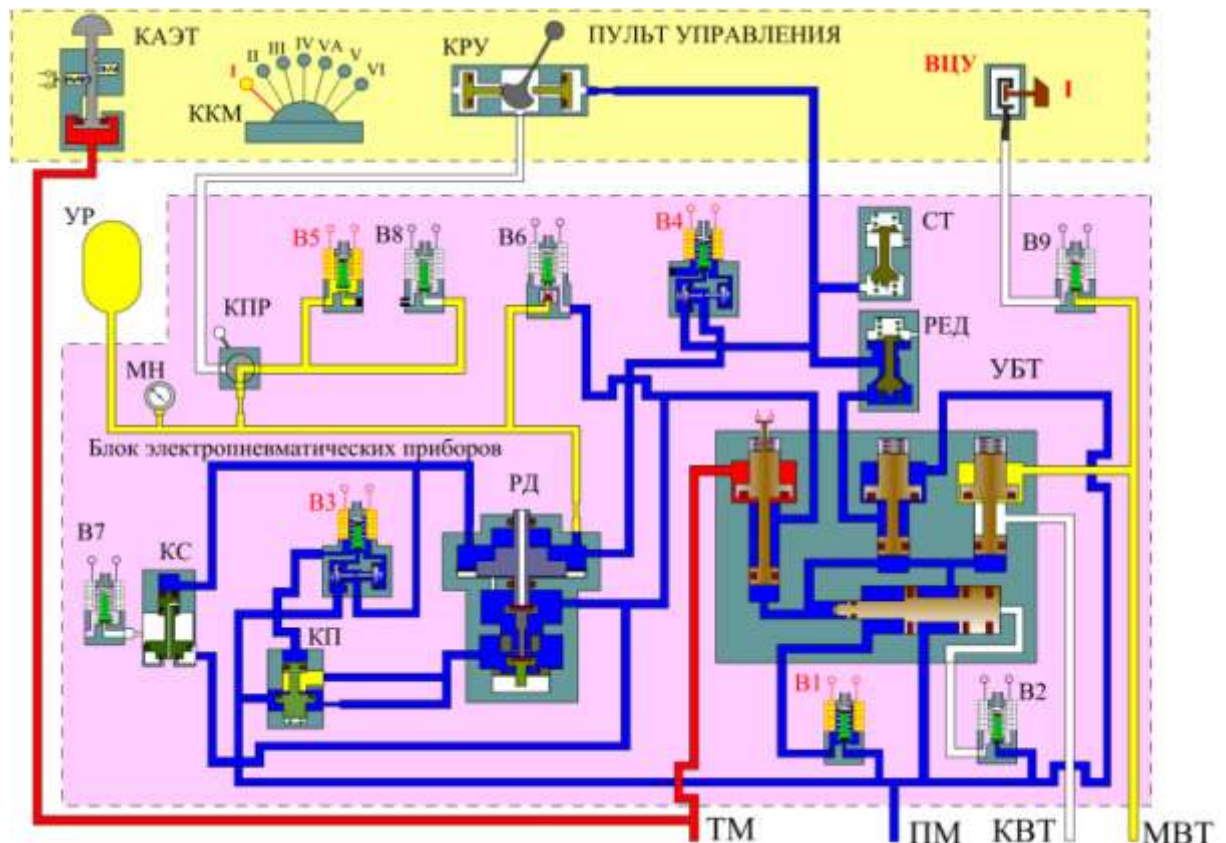 КАЭТ
ККМ
I
II
III
IV
VA
V
VI
КРУ
ПУЛЬТ УПРАВЛЕНИЯ
ВЦУ
I
УР
В5
В8
В6
В4
СТ
В9
КПР
РЕД
МН
УБТ
Блок электропневматических приборов
РД
В3
В7
КС
КП
В1
В2
ТМ
ПМ
КВТ
МВТ